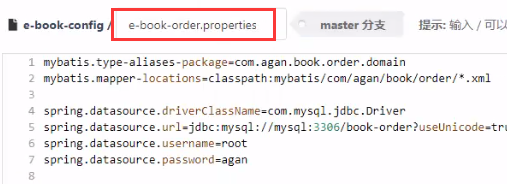 e-book-config / e-book-order.properties master 分支 提示: 输入 / 可以
1 mybatis.type-aliases-package=com.agan.book.order.domain
2 mybatis.mapper-locations=classpath:mybatis/com/agan/book/order/*.xml
3
4 spring.datasource.driverClassName=com.mysql.jdbc.Driver
5 spring.datasource.url=jdbc:mysql://mysql:3306/book-order?useUnicode=tru
6 spring.datasource.username=root
7 spring.datasource.password=agan
8